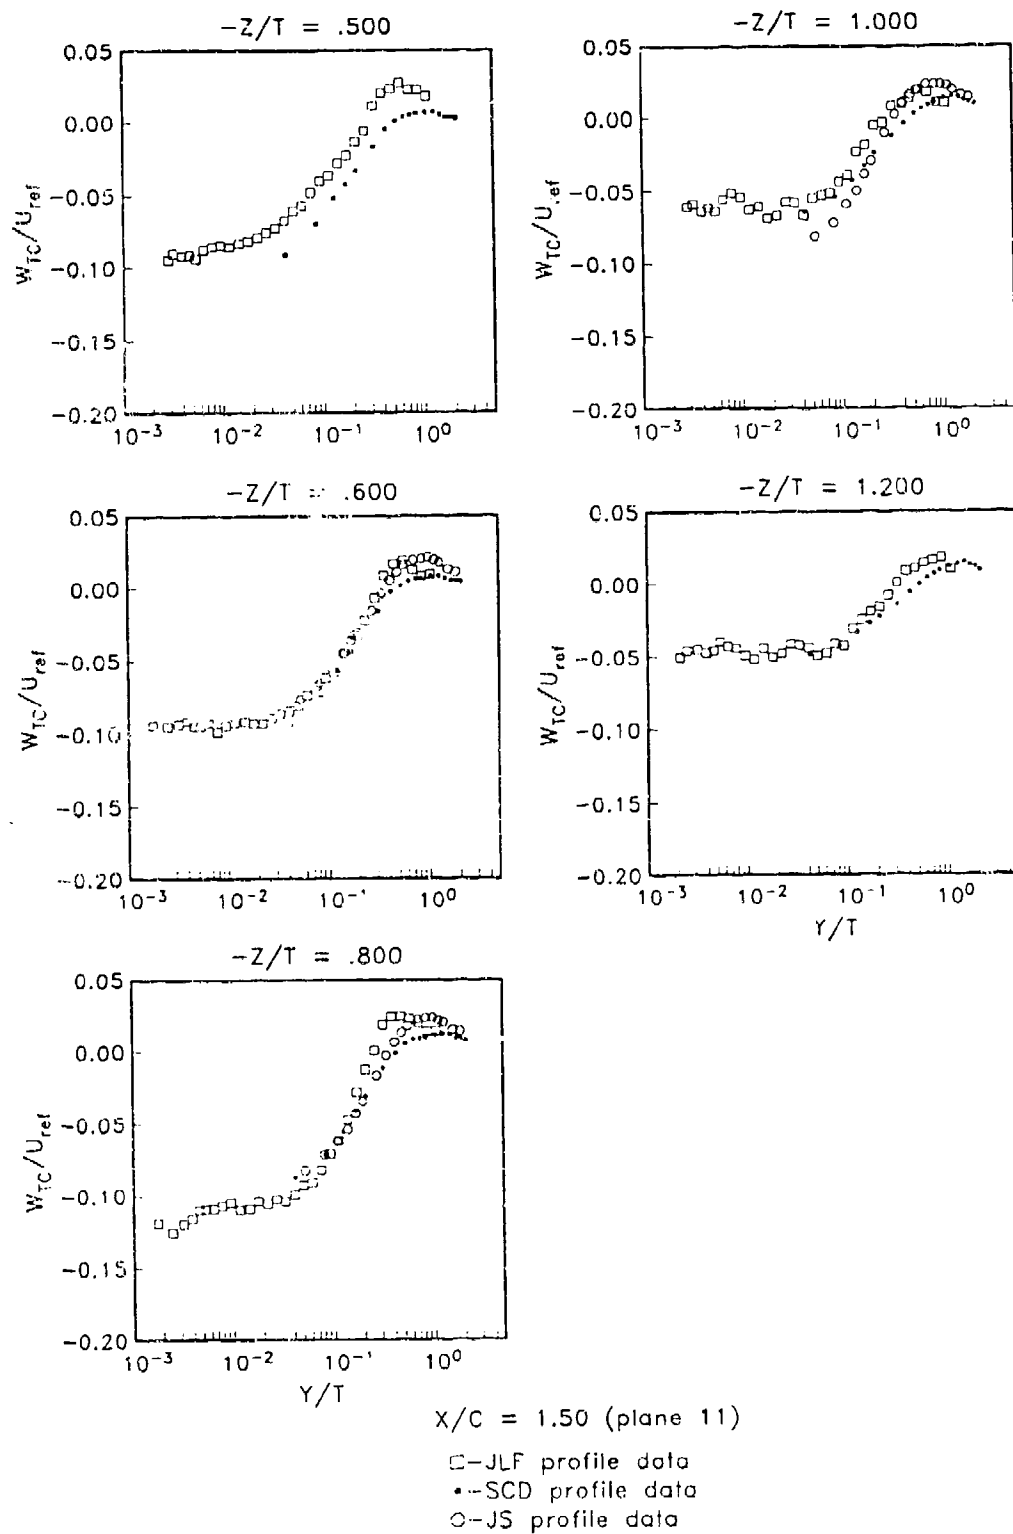 -Z/T = .500
0.05
0.00
-0.05
-0.10
-0.15
-0.20
W_TC/U_ref
10^-3 10^-2 10^-1 10^0
-Z/T = 1.000
0.05
0.00
-0.05
-0.10
-0.15
-0.20
W_TC/U_ref
10^-3 10^-2 10^-1 10^0
-Z/T = .600
0.05
0.00
-0.05
-0.10
-0.15
-0.20
W_TC/U_ref
10^-3 10^-2 10^-1 10^0
-Z/T = 1.200
0.05
0.00
-0.05
-0.10
-0.15
-0.20
W_TC/U_ref
10^-3 10^-2 10^-1 10^0
Y/T
-Z/T = .800
0.05
0.00
-0.05
-0.10
-0.15
-0.20
W_TC/U_ref
10^-3 10^-2 10^-1 10^0
Y/T
X/C = 1.50 (plane 11)
□-JLF profile data
•-SCD profile data
○-JS profile data